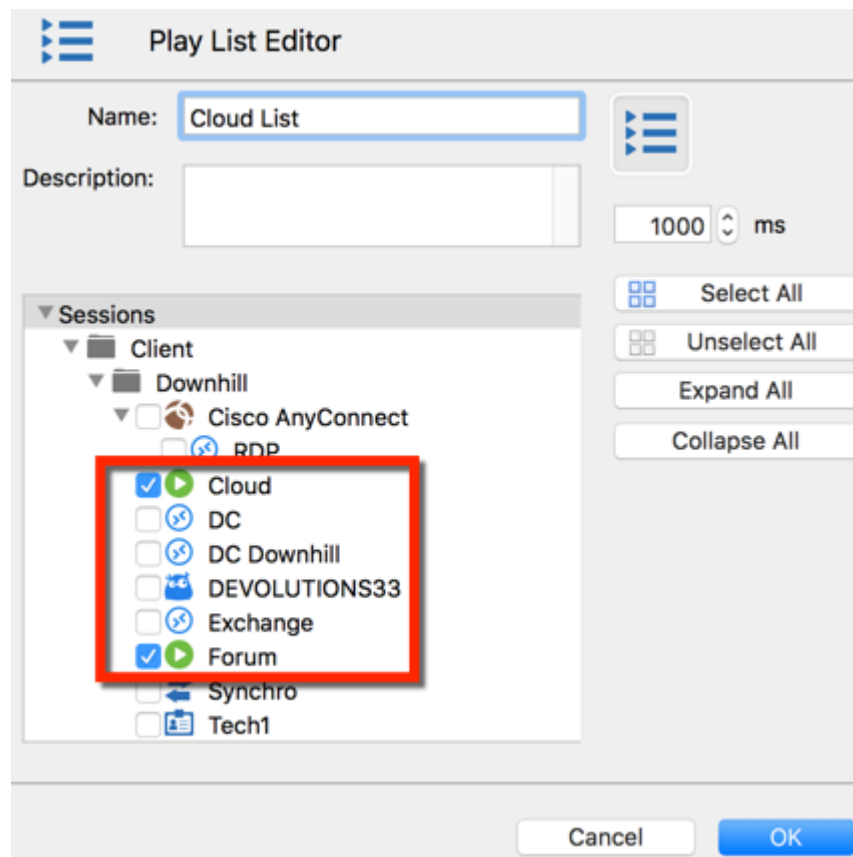 Play List Editor
Name: Cloud List
Description:
1000 ms
Select All
Unselect All
Expand All
Collapse All
Sessions
Client
Downhill
Cisco AnyConnect
RDP
Cloud
DC
DC Downhill
DEVOLUTIONS33
Exchange
Forum
Synchro
Tech1
Cancel OK